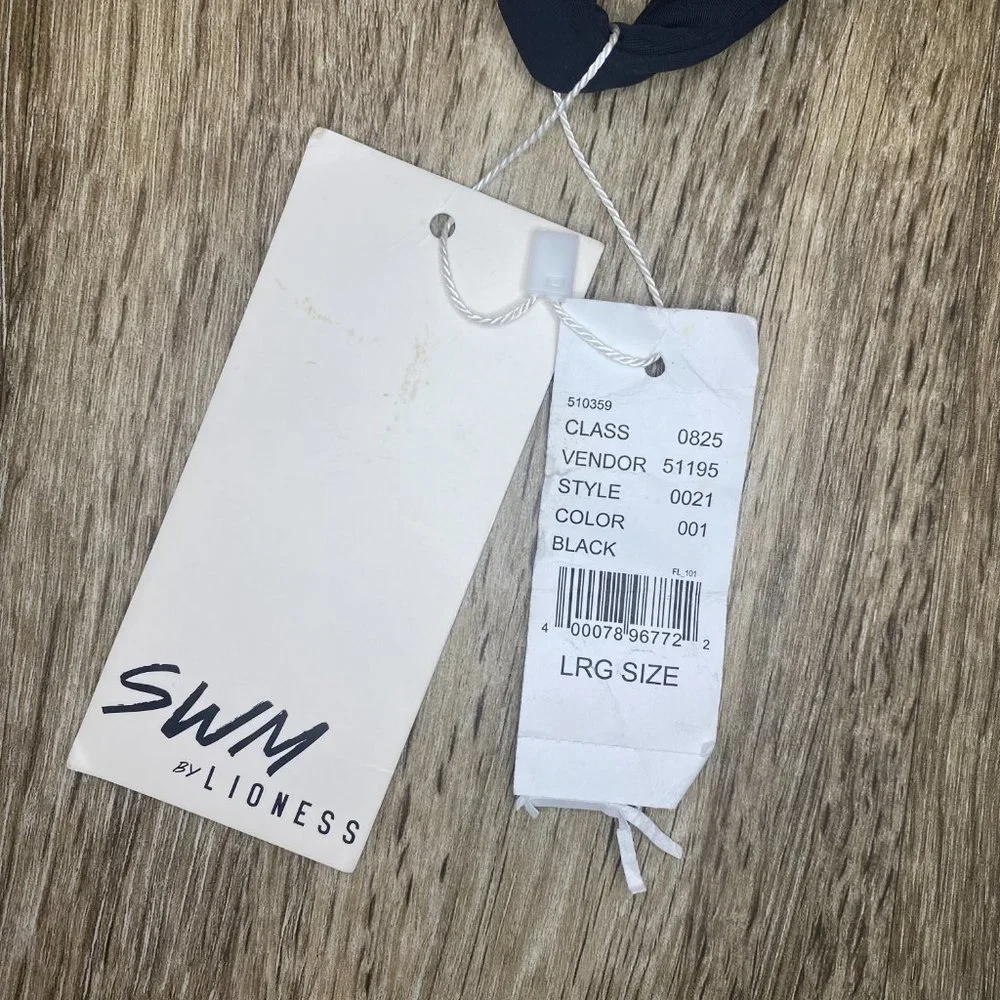 SWM
BY LIONESS
510359
CLASS 0825
VENDOR 51195
STYLE 0021
COLOR 001
BLACK
FL_101
4 00078 96772 2
LRG SIZE